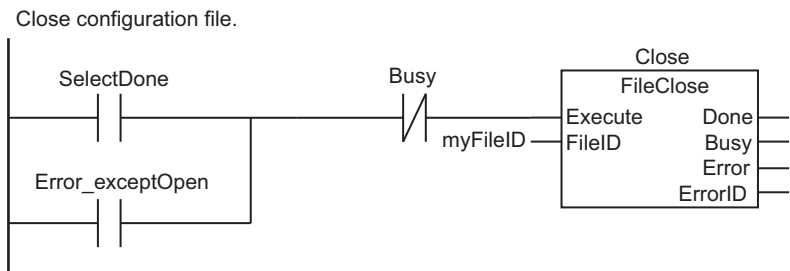 Close configuration file.
SelectDone
Busy
Close
FileClose
Execute
Done
myFileID
FileID
Busy
Error
ErrorID
Error_exceptOpen